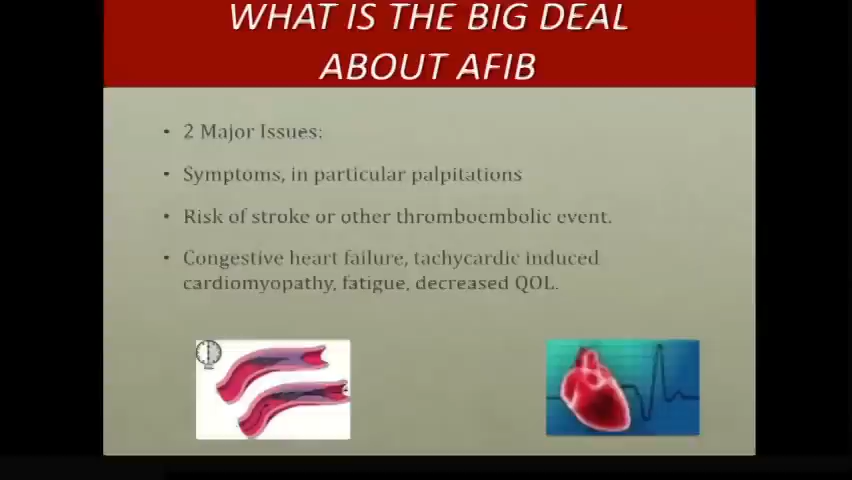 WHAT IS THE BIG DEAL
ABOUT AFIB
• 2 Major Issues:
• Symptoms, in particular palpitations
• Risk of stroke or other thromboembolic event.
• Congestive heart failure, tachycardic induced
cardiomyopathy, fatigue, decreased QOL.